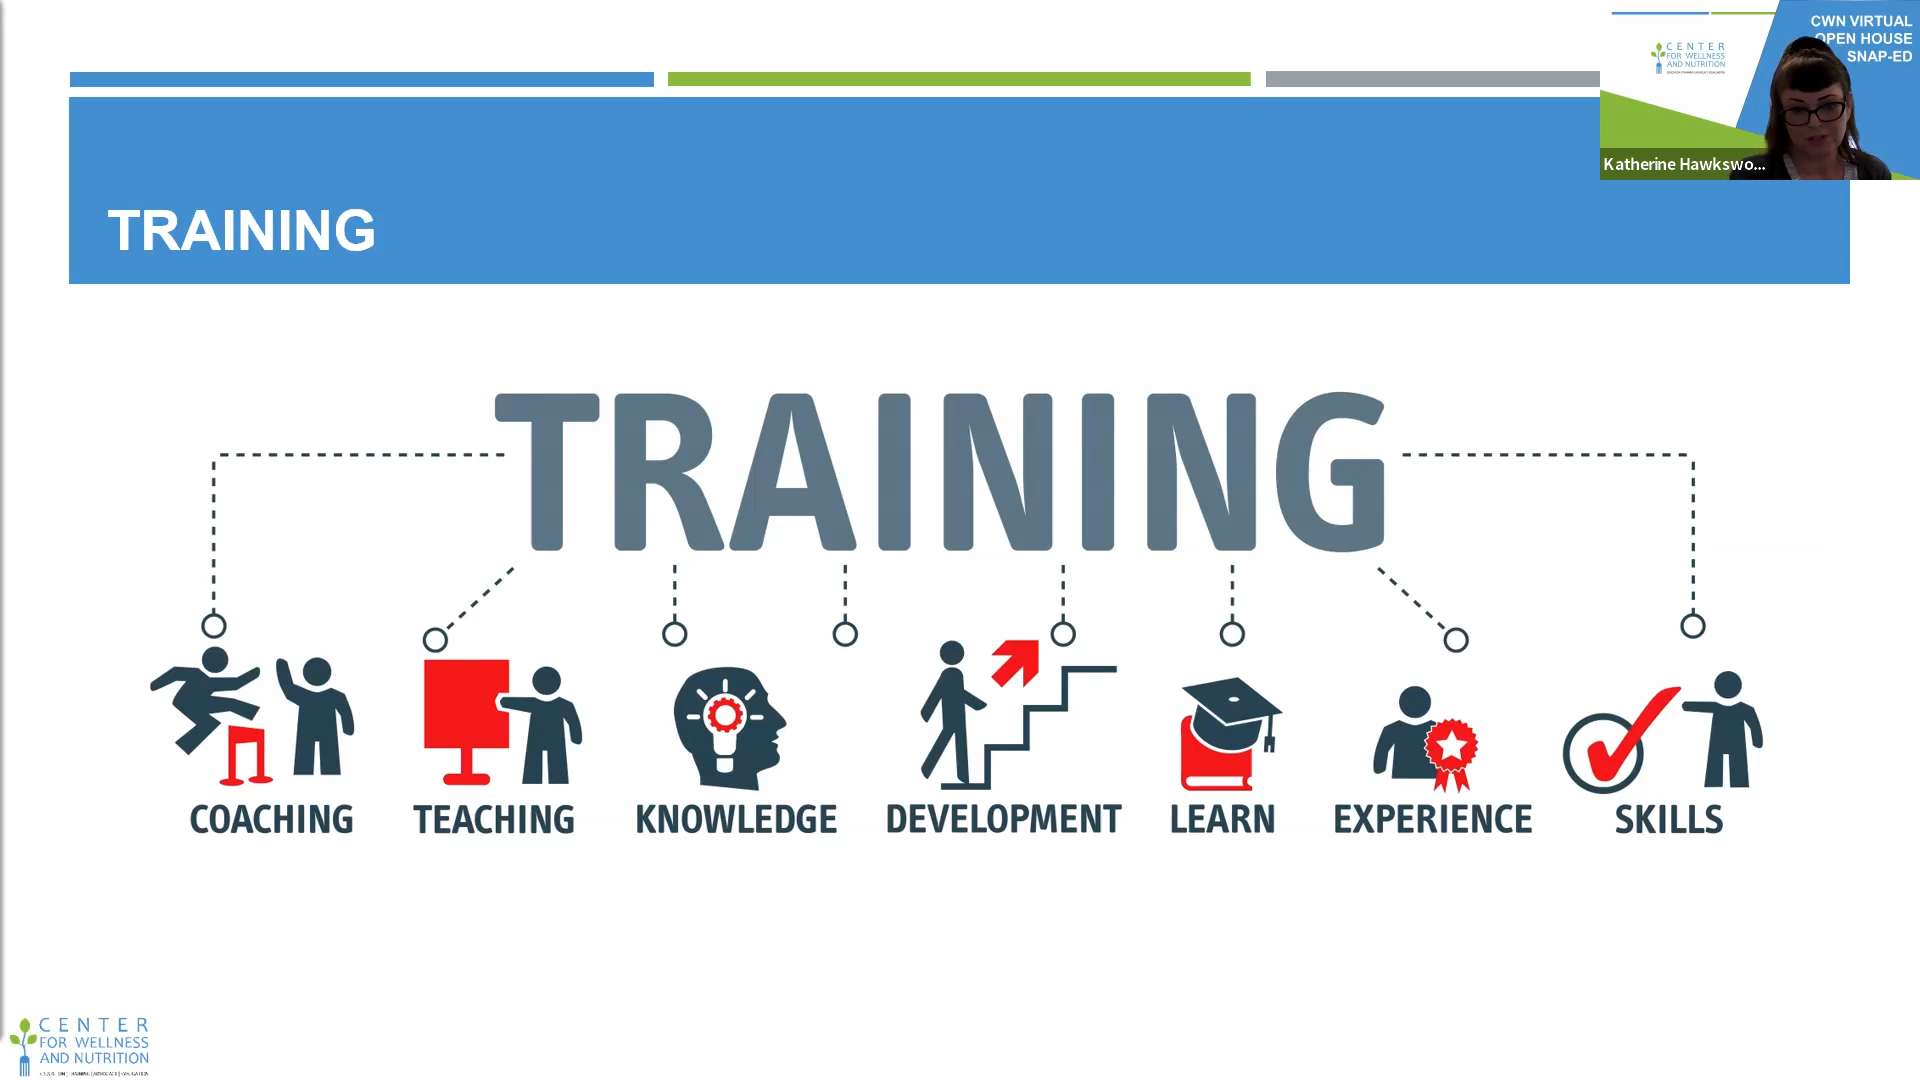 CWN VIRTUAL
OPEN HOUSE
SNAP-ED
CENTER
FOR WELLNESS
AND NUTRITION
Katherine Hawkswo...
TRAINING
TRAINING
COACHING
TEACHING
KNOWLEDGE
DEVELOPMENT
LEARN
EXPERIENCE
SKILLS
CENTER
FOR WELLNESS
AND NUTRITION